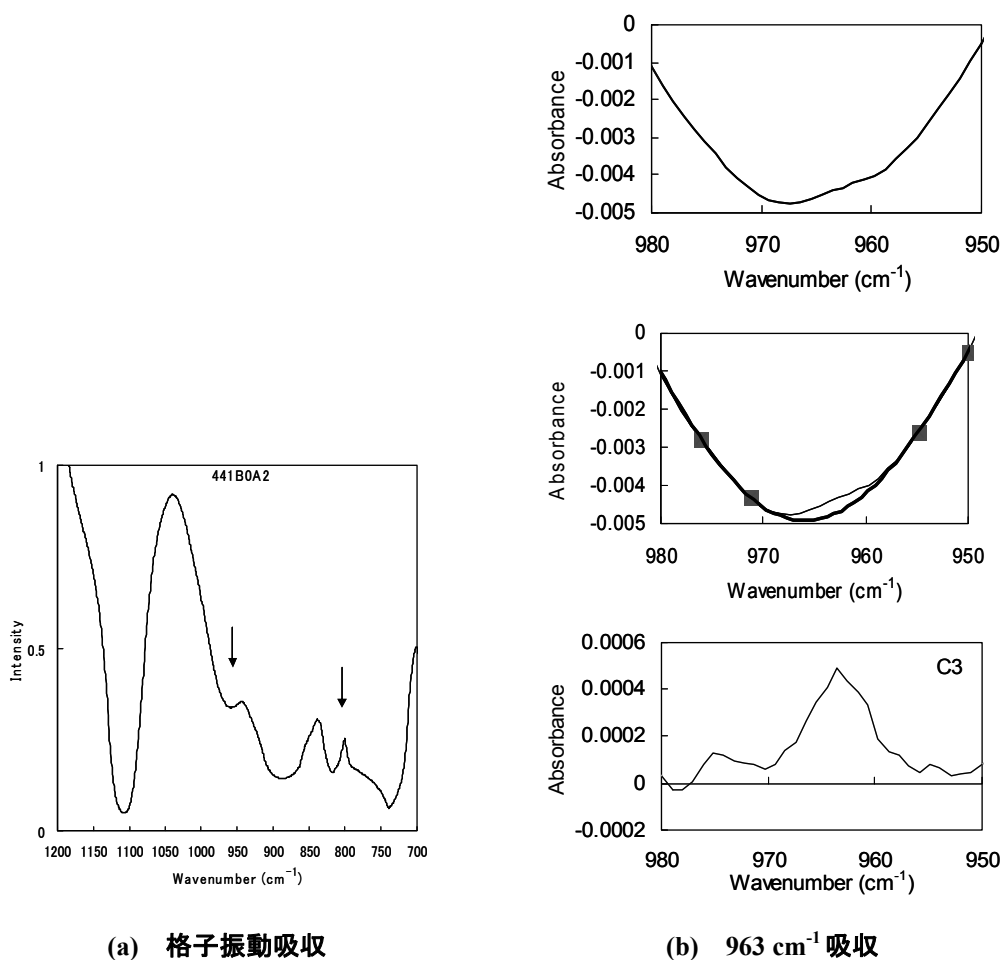 0
-0.001
-0.002
-0.003
-0.004
-0.005
Absorbance
980 970 960 950
Wavenumber (cm-1)
0
-0.001
-0.002
-0.003
-0.004
-0.005
Absorbance
980 970 960 950
Wavenumber (cm-1)
441B0A2
1
0.5
0
Intensity
1200 1150 1100 1050 1000 950 900 850 800 750 700
Wavenumber (cm-1)
C3
0.0006
0.0004
0.0002
0
-0.0002
Absorbance
980 970 960 950
Wavenumber (cm-1)
(a) 格子振動吸収
(b) 963 cm-1 吸収